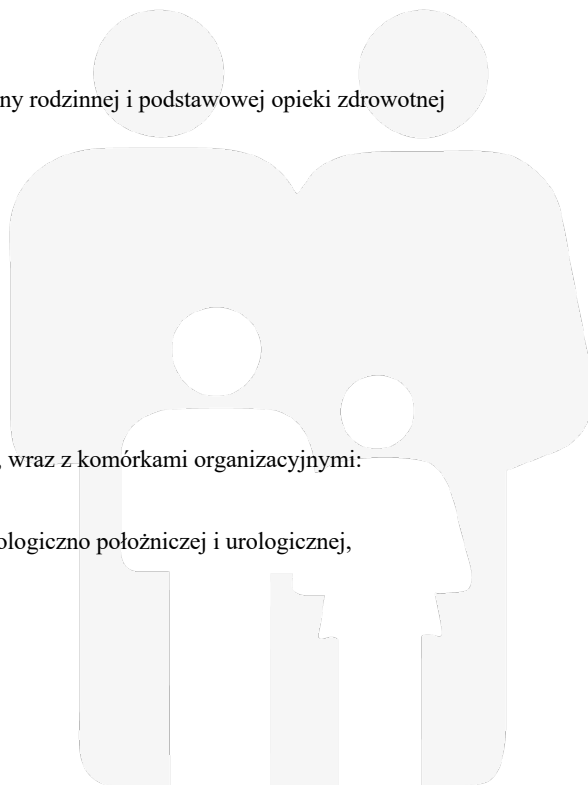 ny rodzinnej i podstawowej opieki zdrowotnej
, wraz z komórkami organizacyjnymi:
ologiczno położniczej i urologicznej,